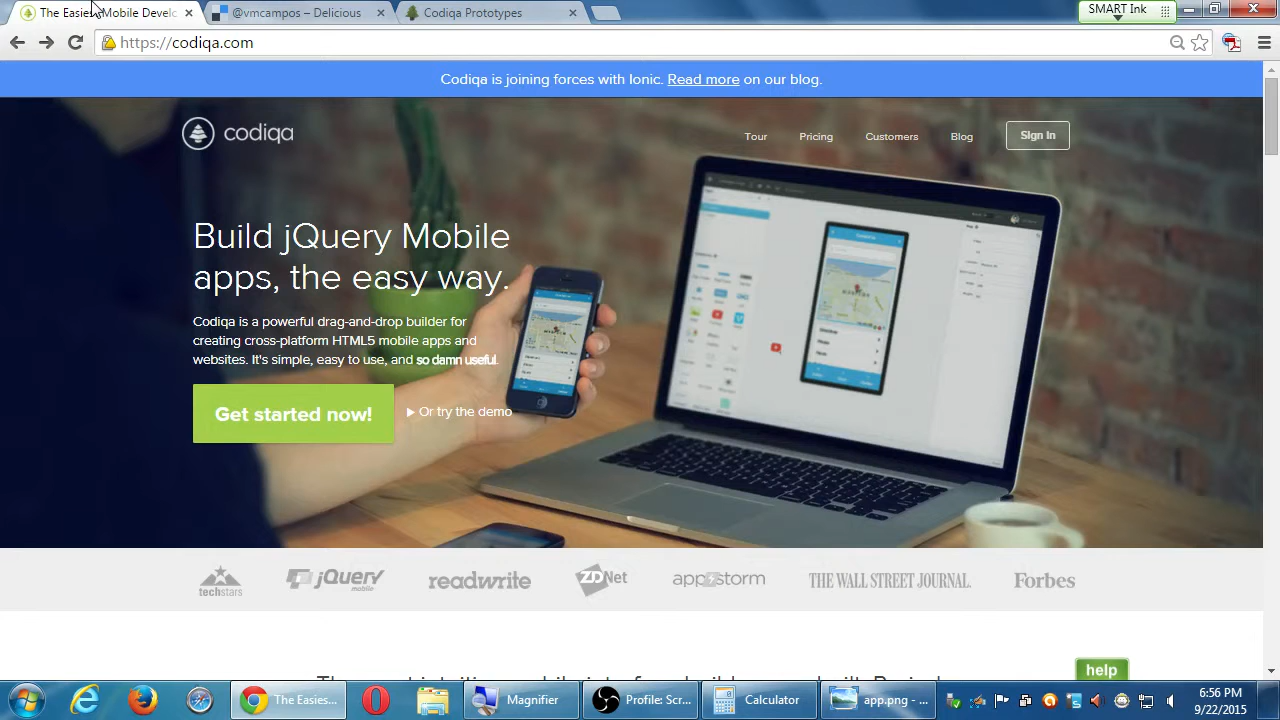 The Easiest Mobile Develc
@vmcampos – Delicious
Codiqa Prototypes
SMART Ink
https://codiqa.com
Codiqa is joining forces with Ionic. Read more on our blog.
codiqa
Tour
Pricing
Customers
Blog
Sign In
Build jQuery Mobile
apps, the easy way.
Codiqa is a powerful drag-and-drop builder for
creating cross-platform HTML5 mobile apps and
websites. It's simple, easy to use, and so damn useful.
Get started now!
Or try the demo
techstars
jQuery
mobile
readwrite
ZDNet
appstorm
THE WALL STREET JOURNAL.
Forbes
help
The Easies...
Magnifier
Profile: Scr...
Calculator
app.png - ...
6:56 PM
9/22/2015